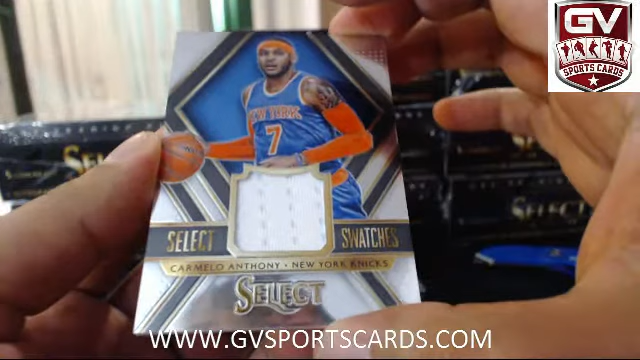 GV
SPORTS CARDS
NEW YORK
7
SELECT SWATCHES
CARMELO ANTHONY • NEW YORK KNICKS
SELECT
SELECT
WWW.GVSPORTSCARDS.COM